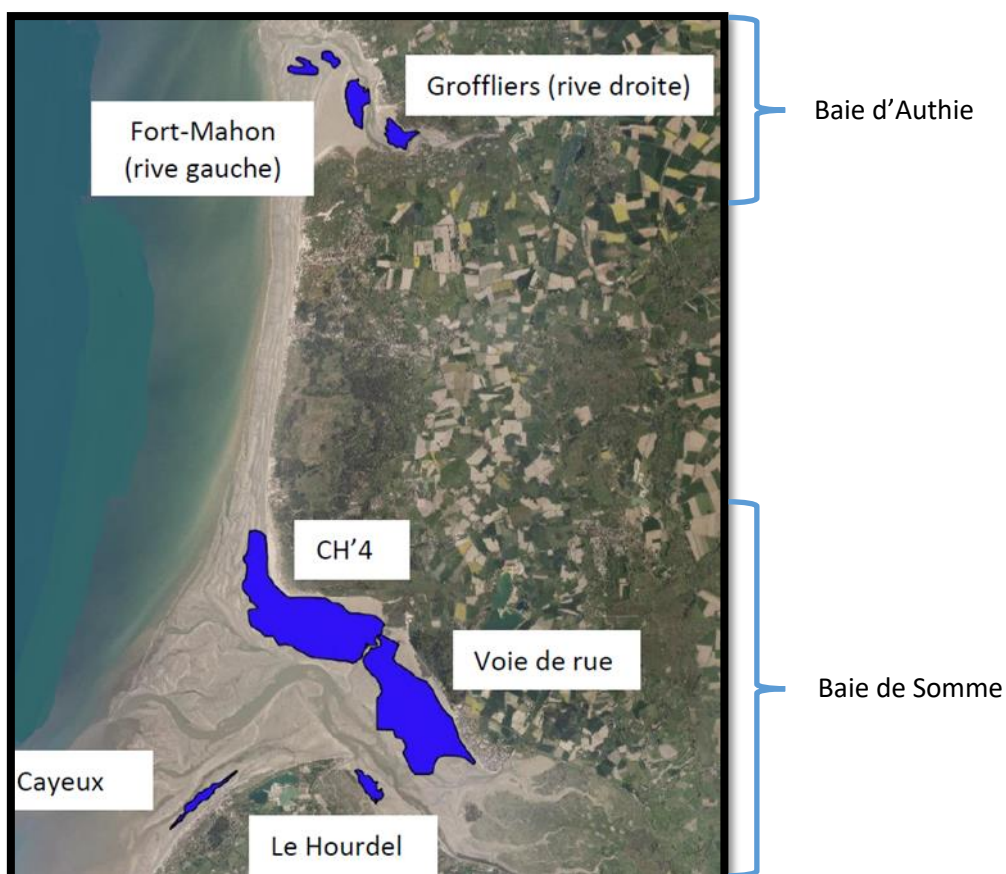 Groffliers (rive droite)
Baie d’Authie
Fort-Mahon
(rive gauche)
CH’4
Voie de rue
Baie de Somme
Cayeux
Le Hourdel